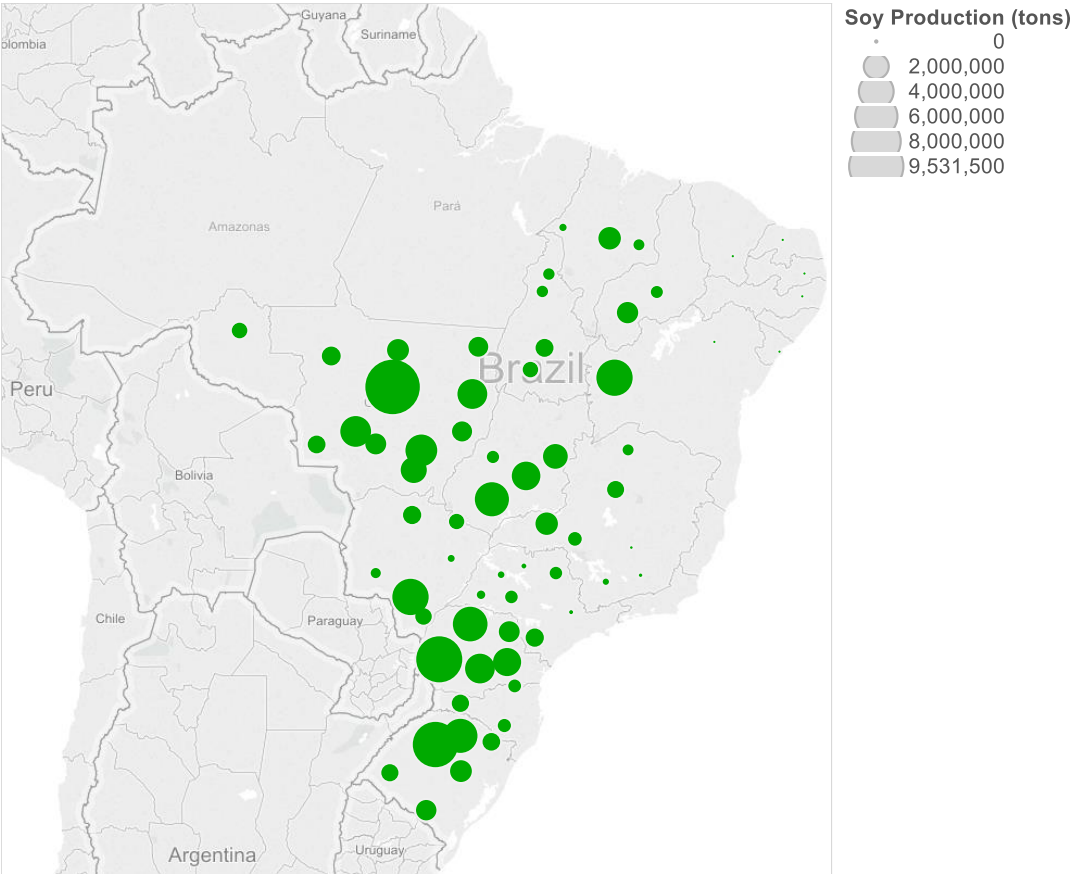 Guyana
Suriname
olombia
Amazonas
Pará
Brazil
Peru
Bolivia
Paraguay
Chile
Argentina
Uruguay
Soy Production (tons)
0
2,000,000
4,000,000
6,000,000
8,000,000
9,531,500